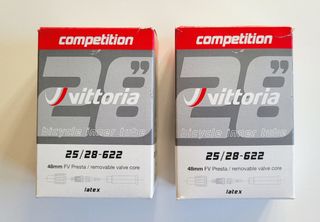 competition
28"
vittoria
bicycle inner tube
25/28-622
48mm FV Presta / removable valve core
latex
competition
28"
vittoria
bicycle inner tube
25/28-622
48mm FV Presta / removable valve core
latex